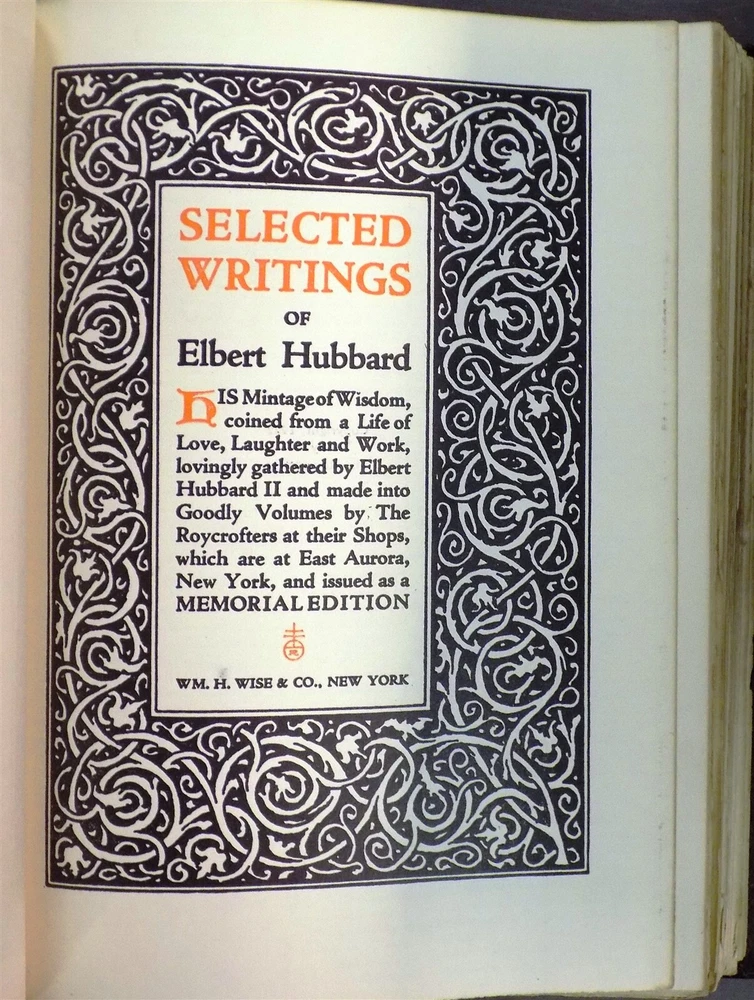 SELECTED
WRITINGS
OF
Elbert Hubbard
HIS Mintage of Wisdom,
coined from a Life of
Love, Laughter and Work,
lovingly gathered by Elbert
Hubbard II and made into
Goodly Volumes by The
Roycrofters at their Shops,
which are at East Aurora,
New York, and issued as a
MEMORIAL EDITION
WM. H. WISE & CO., NEW YORK